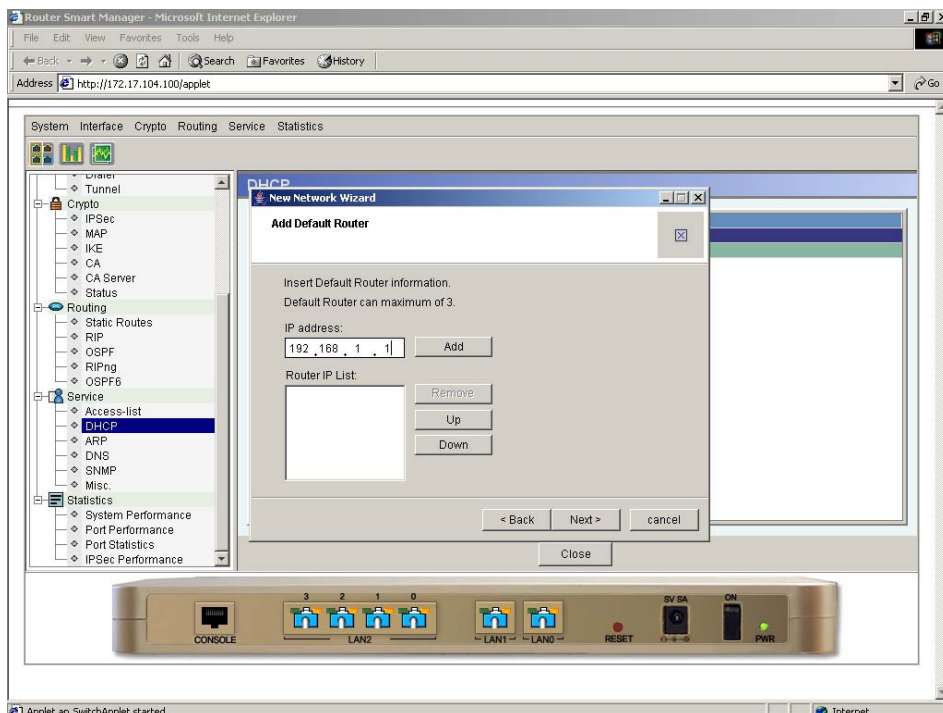 Router Smart Manager - Microsoft Internet Explorer
File Edit View Favorites Tools Help
Back Search Favorites History
Address http://172.17.104.100/applet Go
System Interface Crypto Routing Service Statistics
Dialer
Tunnel
Crypto
IPSec
MAP
IKE
CA
CA Server
Status
Routing
Static Routes
RIP
OSPF
RIPng
OSPF6
Service
Access-list
DHCP
ARP
DNS
SNMP
Misc.
Statistics
System Performance
Port Performance
Port Statistics
IPSec Performance
DHCP
New Network Wizard
Add Default Router
Insert Default Router information.
Default Router can maximum of 3.
IP address:
192 .168 . 1 . 1 Add
Router IP List:
Remove
Up
Down
< Back Next > cancel
Close
3 2 1 0
CONSOLE LAN2 LAN1 LAN0 RESET 5V 5A ON PWR
Applet an_SwitchApplet started Internet